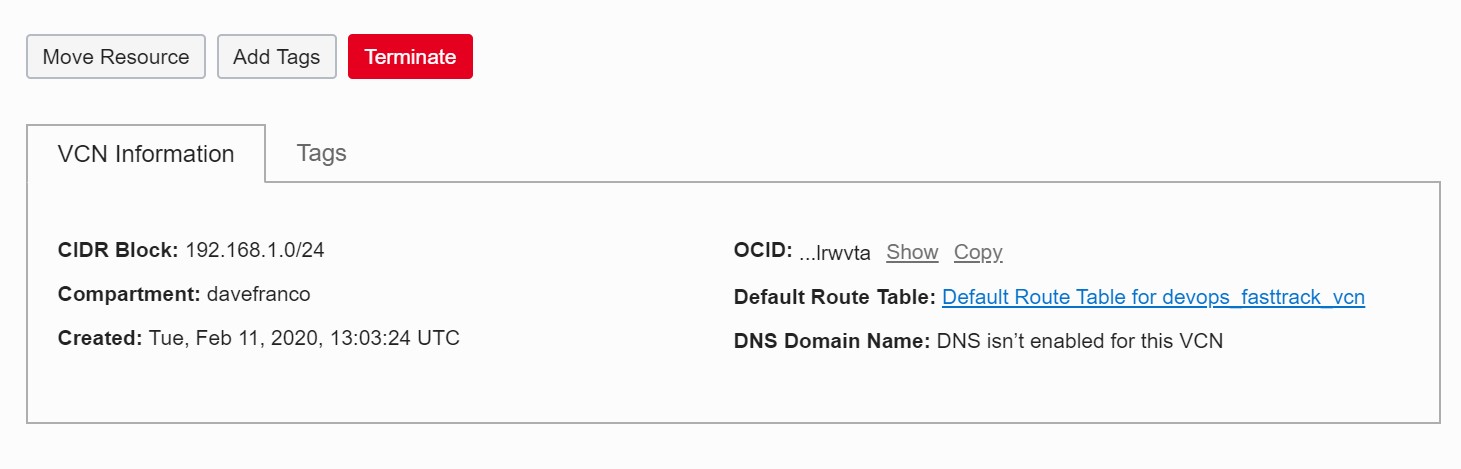 Move Resource Add Tags Terminate
VCN Information Tags
CIDR Block: 192.168.1.0/24
Compartment: davefranco
Created: Tue, Feb 11, 2020, 13:03:24 UTC
OCID: ...lrwvta Show Copy
Default Route Table: Default Route Table for devops_fasttrack_vcn
DNS Domain Name: DNS isn’t enabled for this VCN